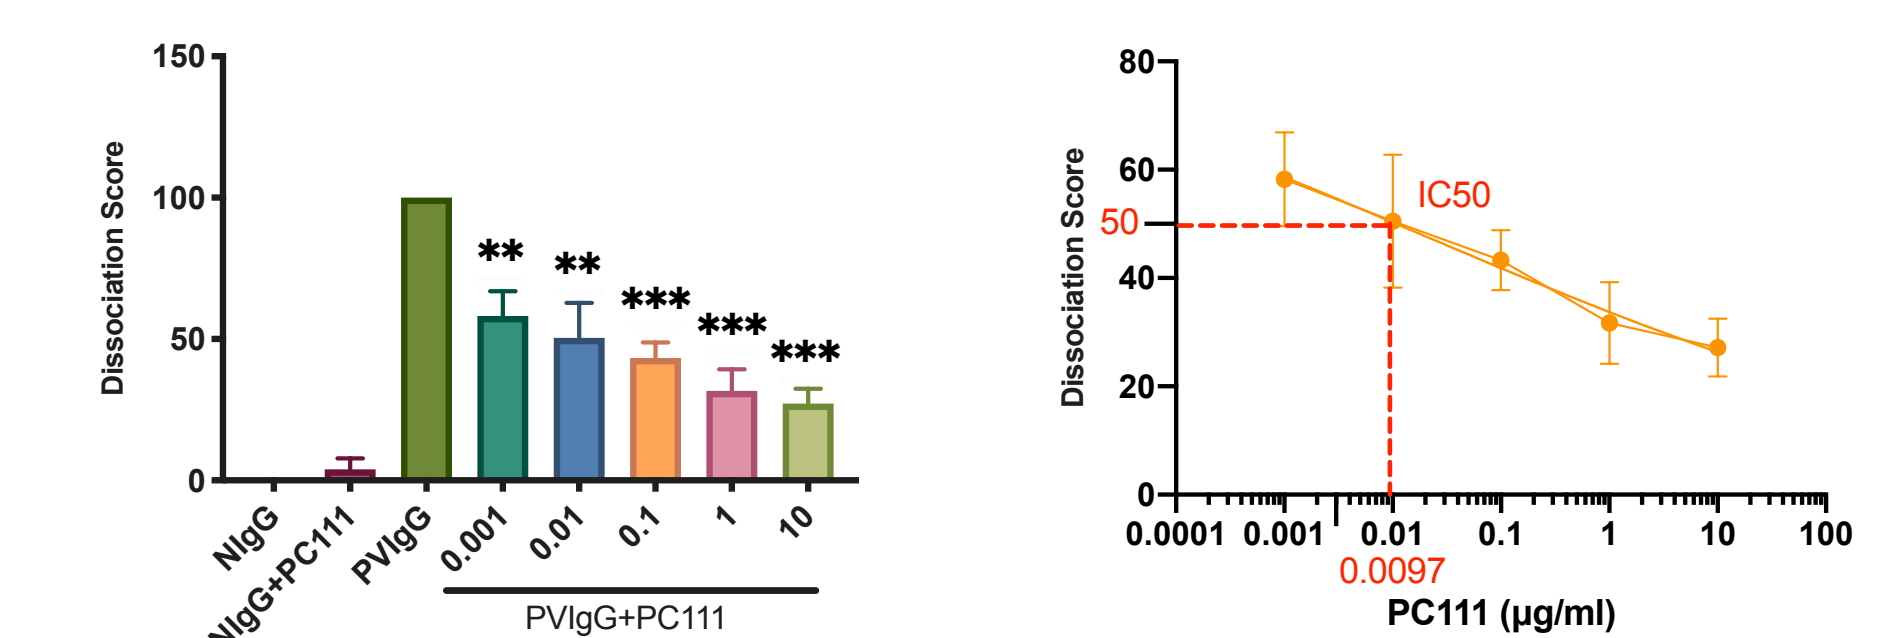 150
100
50
0
Dissociation Score
**
**
***
***
***
NIgG
NIgG+PC111
PVIgG
0.001
0.01
0.1
1
10
PVIgG+PC111
80
60
50
40
20
0
Dissociation Score
IC50
0.0001 0.001 0.01 0.1 1 10 100
0.0097
PC111 (μg/ml)